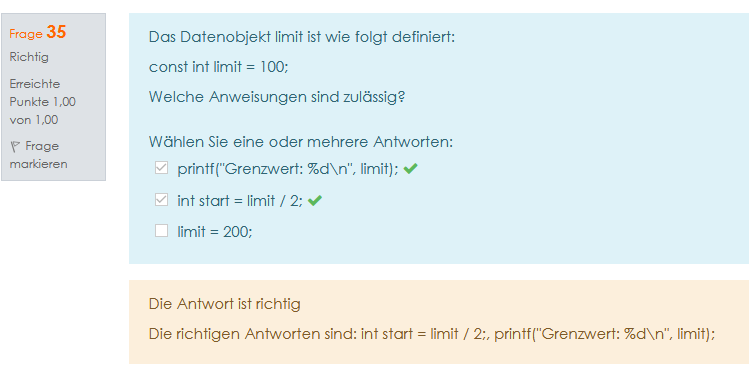 Frage 35
Richtig
Erreichte
Punkte 1,00
von 1,00
Frage
markieren
Das Datenobjekt limit ist wie folgt definiert:
const int limit = 100;
Welche Anweisungen sind zulässig?
Wählen Sie eine oder mehrere Antworten:
printf("Grenzwert: %d\n", limit);
int start = limit / 2;
limit = 200;
Die Antwort ist richtig
Die richtigen Antworten sind: int start = limit / 2;, printf("Grenzwert: %d\n", limit);